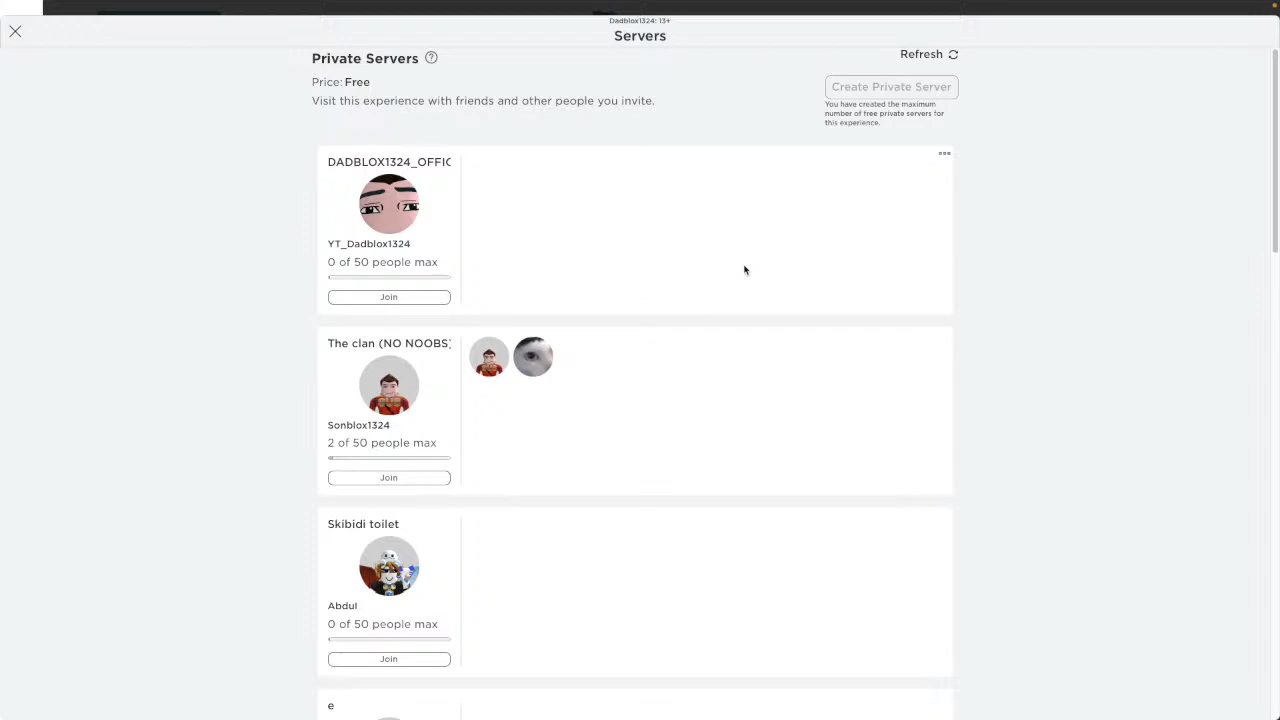 Dadblox1324: 13+
Servers
Private Servers
Refresh
Price: Free
Create Private Server
Visit this experience with friends and other people you invite.
You have created the maximum
number of free private servers for
this experience.
DADBLOX1324_OFFIC
YT_Dadblox1324
0 of 50 people max
Join
The clan (NO NOOBS)
Sonblox1324
2 of 50 people max
Join
Skibidi toilet
Abdul
0 of 50 people max
Join
e